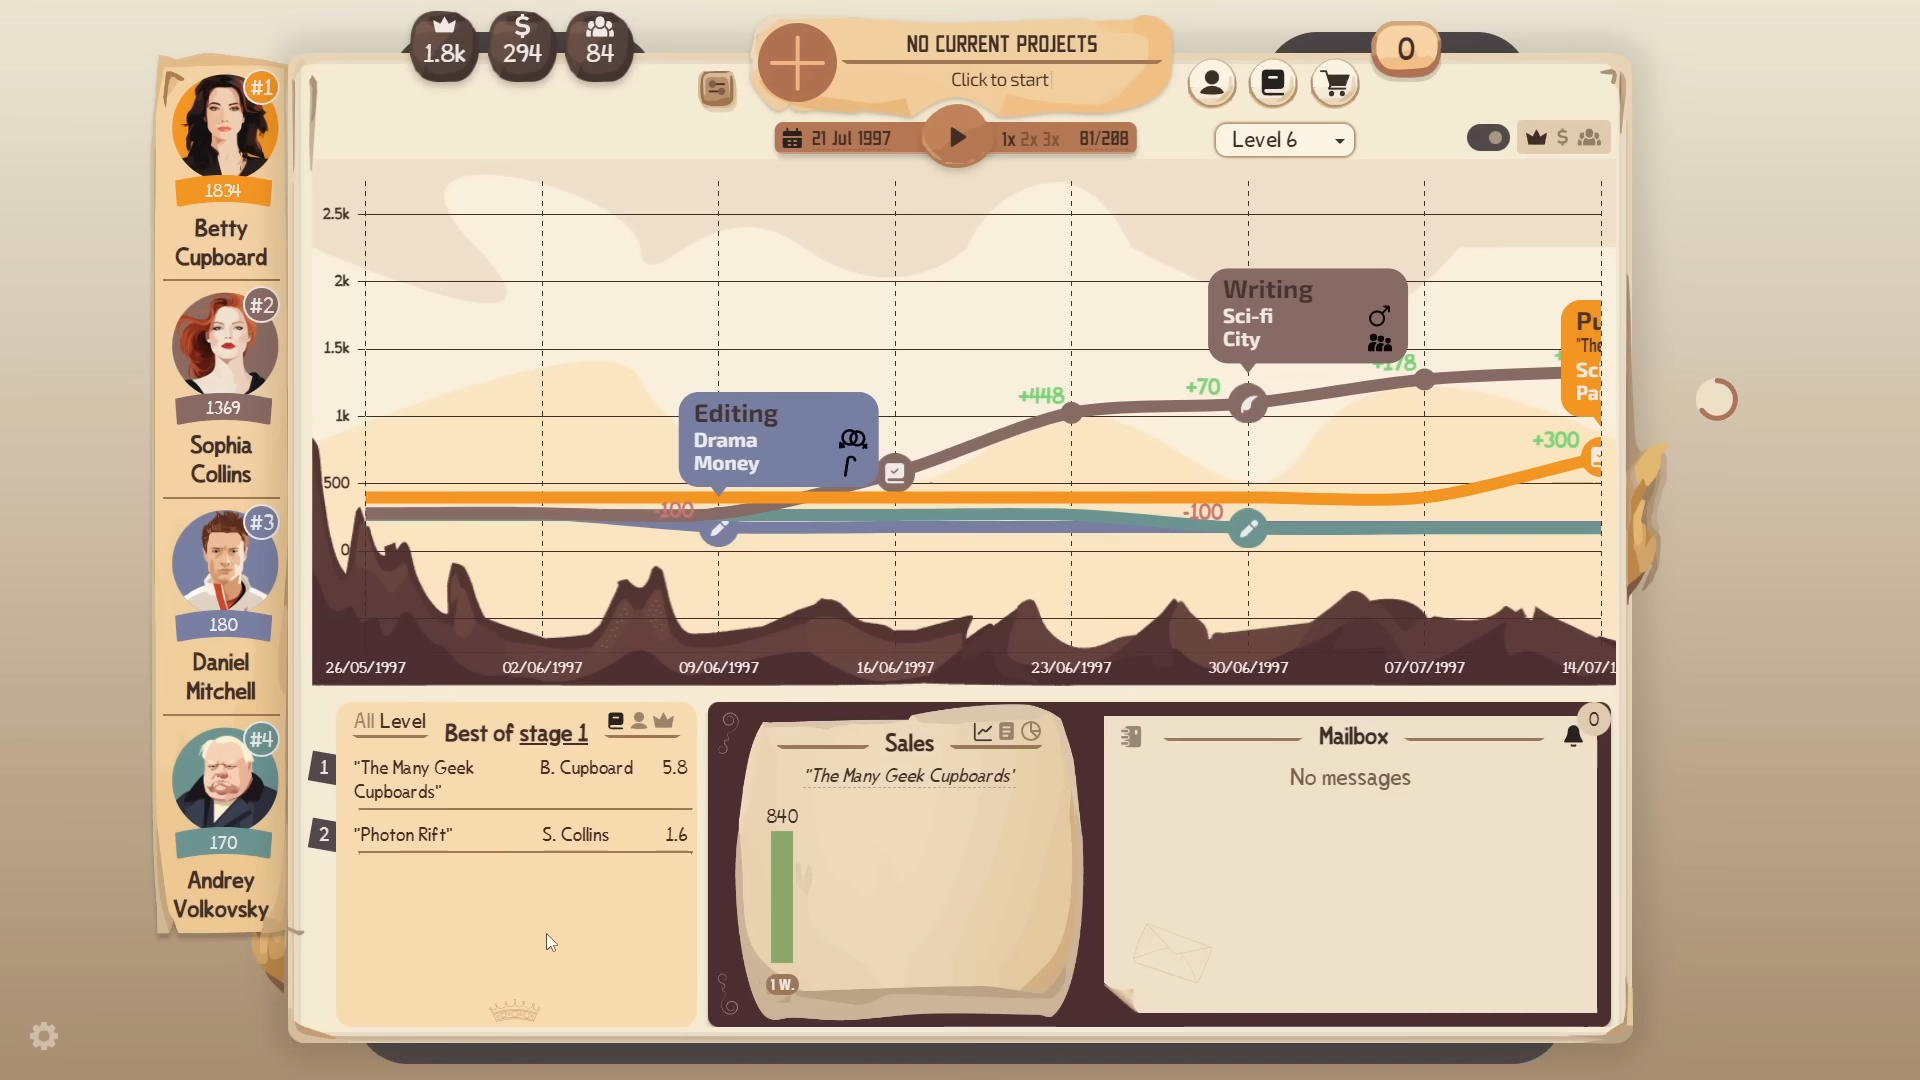 1.8k
294
84
NO CURRENT PROJECTS
Click to start
0
21 Jul 1997
1x 2x 3x
81/208
Level 6
$
#1
1834
Betty
Cupboard
#2
1369
Sophia
Collins
#3
180
Daniel
Mitchell
#4
170
Andrey
Volkovsky
2.5k
2k
1.5k
1k
500
0
Editing
Drama
Money
Writing
Sci-fi
City
"The
-100
+448
+70
+178
-100
+300
26/05/1997
02/06/1997
09/06/1997
16/06/1997
23/06/1997
30/06/1997
07/07/1997
14/07/1
All Level
Best of stage 1
1
"The Many Geek
Cupboards"
B. Cupboard
5.8
2
"Photon Rift"
S. Collins
1.6
Sales
"The Many Geek Cupboards'
840
1 W.
Mailbox
0
No messages